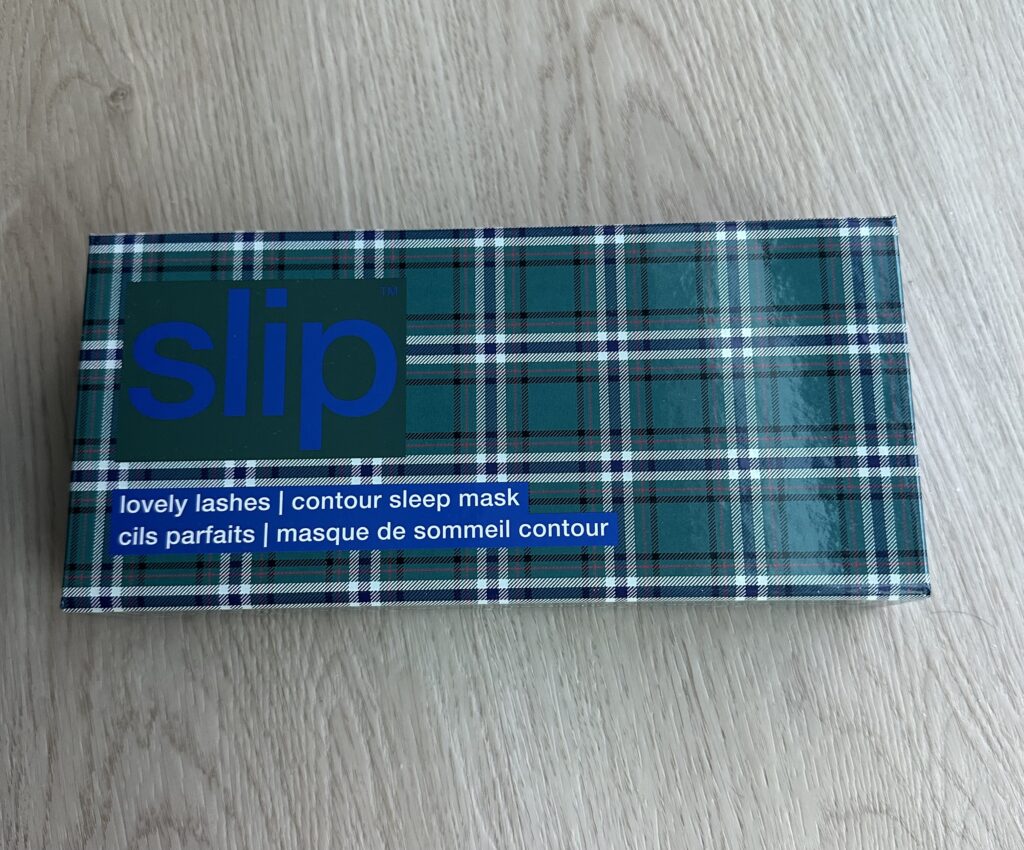 slip™
lovely lashes | contour sleep mask
cils parfaits | masque de sommeil contour